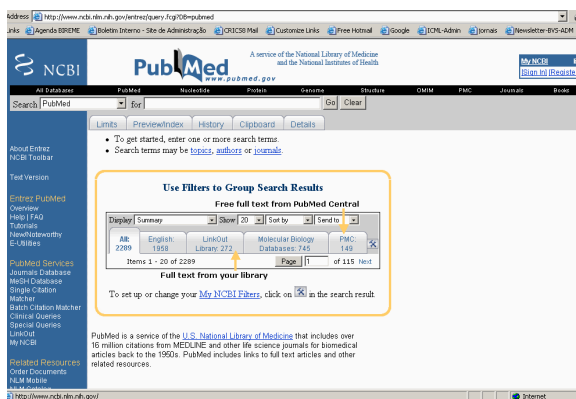 Address http://www.ncbi.nlm.nih.gov/entrez/query.fcgi?DB=pubmed
Links Agenda BIREME Boletim Interno - Site de Administração CRICS8 Mail Customize Links Free Hotmail Google ICML-Admin Jornais Newsletter-BVS-ADM
NCBI
PubMed
www.pubmed.gov
A service of the National Library of Medicine
and the National Institutes of Health
My NCBI
[Sign In] [Registe
All Databases PubMed Nucleotide Protein Genome Structure OMIM PMC Journals Books
Search PubMed for Go Clear
Limits Preview/Index History Clipboard Details
About Entrez
NCBI Toolbar
Text Version
Entrez PubMed
Overview
Help | FAQ
Tutorials
New/Noteworthy
E-Utilities
PubMed Services
Journals Database
MeSH Database
Single Citation
Matcher
Batch Citation Matcher
Clinical Queries
Special Queries
LinkOut
My NCBI
Related Resources
Order Documents
NLM Mobile
• To get started, enter one or more search terms.
• Search terms may be topics, authors or journals.
Use Filters to Group Search Results
Free full text from PubMed Central
Display Summary Show 20 Sort by Send to
All: 2289 English: 1958 LinkOut Library: 272 Molecular Biology Databases: 745 PMC: 149
Items 1 - 20 of 2289 Page 1 of 115 Next
Full text from your library
To set up or change your My NCBI Filters, click on in the search result
PubMed is a service of the U.S. National Library of Medicine that includes over
16 million citations from MEDLINE and other life science journals for biomedical
articles back to the 1950s. PubMed includes links to full text articles and other
related resources.
http://www.ncbi.nlm.nih.gov/ Internet